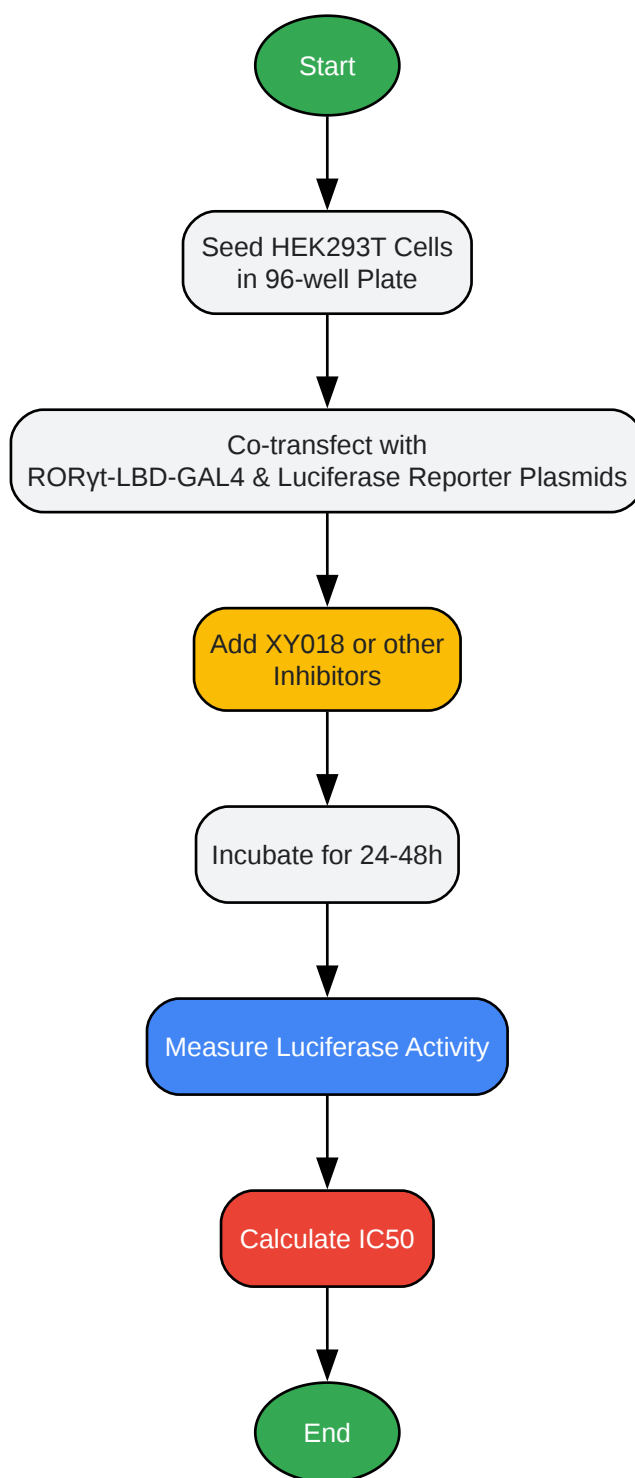 Start
Seed HEK293T Cells
in 96-well Plate
Co-transfect with
RORγt-LBD-GAL4 & Luciferase Reporter Plasmids
Add XY018 or other
Inhibitors
Incubate for 24-48h
Measure Luciferase Activity
Calculate IC50
End